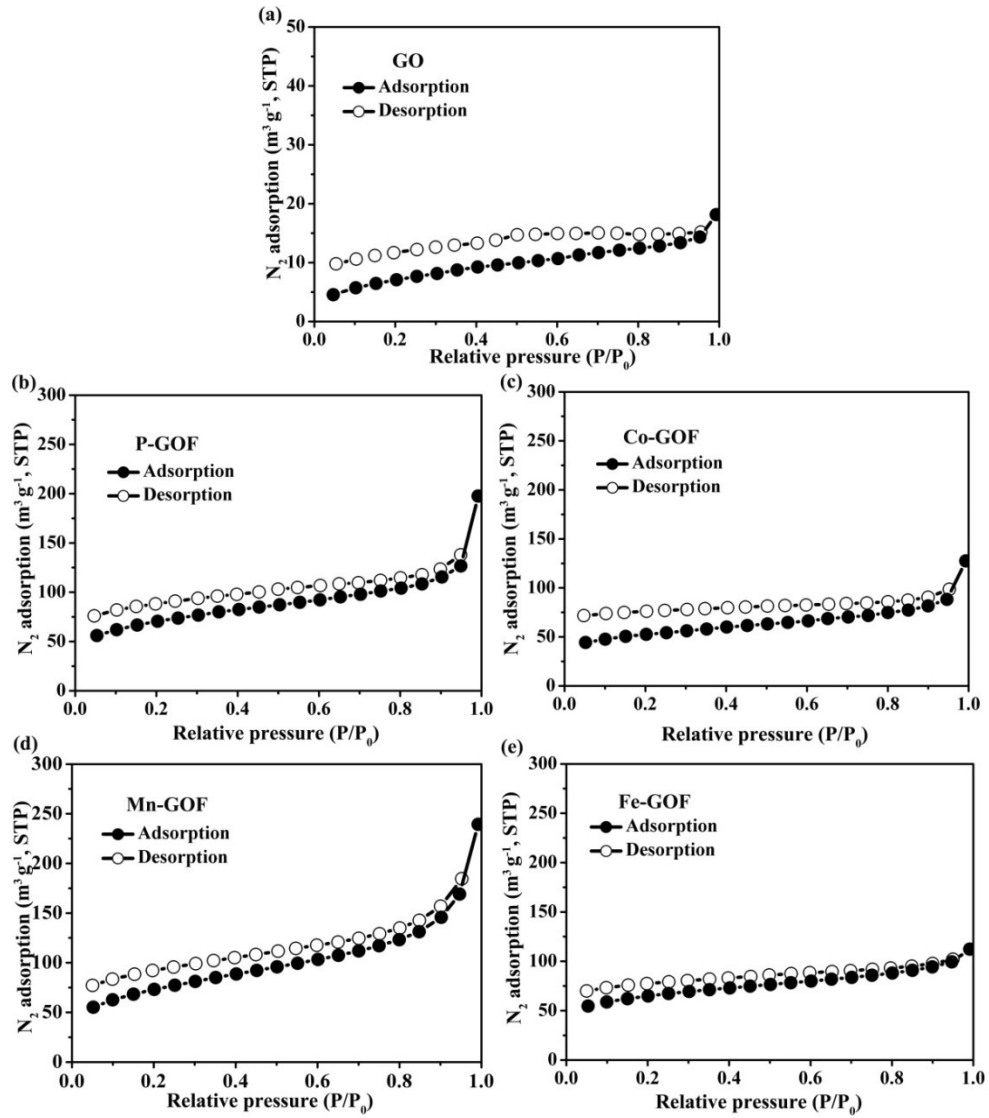 (a)
50
40
30
20
10
0
N₂ adsorption (m³ g⁻¹, STP)
GO
Adsorption
Desorption
0.0 0.2 0.4 0.6 0.8 1.0
Relative pressure (P/P₀)
(b)
300
250
200
150
100
50
0
N₂ adsorption (m³ g⁻¹, STP)
P-GOF
Adsorption
Desorption
0.0 0.2 0.4 0.6 0.8 1.0
Relative pressure (P/P₀)
(c)
300
250
200
150
100
50
0
N₂ adsorption (m³ g⁻¹, STP)
Co-GOF
Adsorption
Desorption
0.0 0.2 0.4 0.6 0.8 1.0
Relative pressure (P/P₀)
(d)
300
250
200
150
100
50
0
N₂ adsorption (m³ g⁻¹, STP)
Mn-GOF
Adsorption
Desorption
0.0 0.2 0.4 0.6 0.8 1.0
Relative pressure (P/P₀)
(e)
300
250
200
150
100
50
0
N₂ adsorption (m³ g⁻¹, STP)
Fe-GOF
Adsorption
Desorption
0.0 0.2 0.4 0.6 0.8 1.0
Relative pressure (P/P₀)